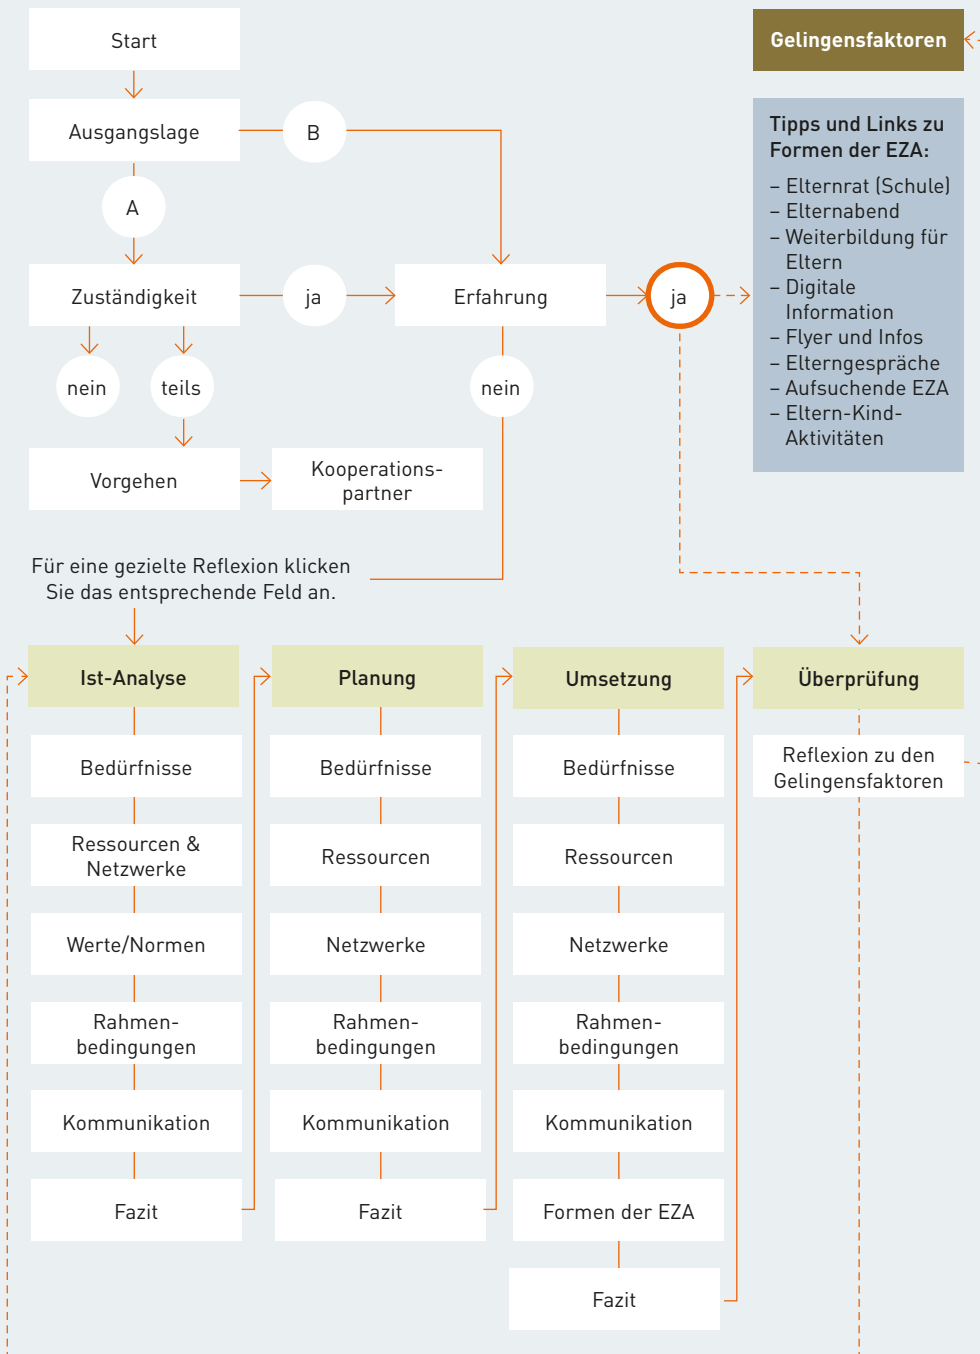 Start
Gelingensfaktoren
Ausgangslage
B
A
Tipps und Links zu
Formen der EZA:
– Elternrat (Schule)
– Elternabend
– Weiterbildung für
Eltern
– Digitale
Information
– Flyer und Infos
– Elterngespräche
– Aufsuchende EZA
– Eltern-Kind-
Aktivitäten
Zuständigkeit
ja
Erfahrung
ja
nein
teils
nein
Vorgehen
Kooperations-
partner
Für eine gezielte Reflexion klicken
Sie das entsprechende Feld an.
Ist-Analyse
Bedürfnisse
Ressourcen &
Netzwerke
Werte/Normen
Rahmen-
bedingungen
Kommunikation
Fazit
Planung
Bedürfnisse
Ressourcen
Netzwerke
Rahmen-
bedingungen
Kommunikation
Fazit
Umsetzung
Bedürfnisse
Ressourcen
Netzwerke
Rahmen-
bedingungen
Kommunikation
Formen der EZA
Fazit
Überprüfung
Reflexion zu den
Gelingensfaktoren